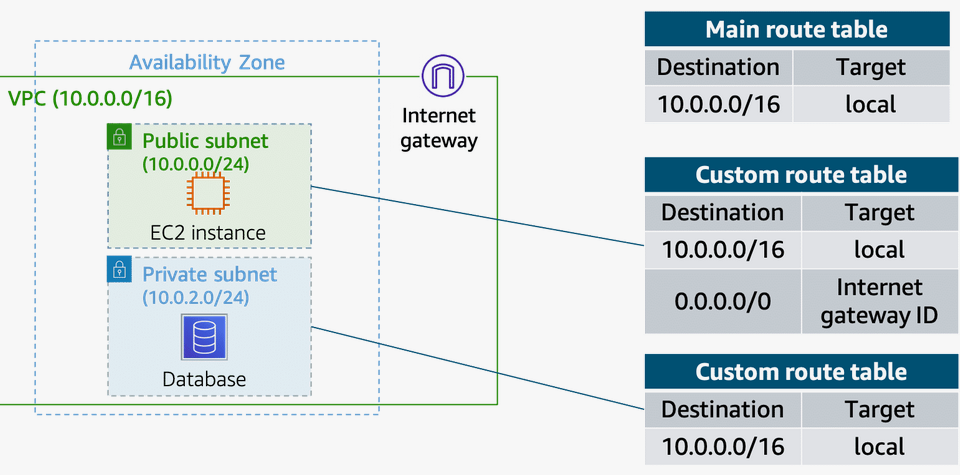 Availability Zone
VPC (10.0.0.0/16)
Internet
gateway
Public subnet
(10.0.0.0/24)
EC2 instance
Private subnet
(10.0.2.0/24)
Database
Main route table
Destination Target
10.0.0.0/16 local
Custom route table
Destination Target
10.0.0.0/16 local
0.0.0.0/0 Internet
gateway ID
Custom route table
Destination Target
10.0.0.0/16 local